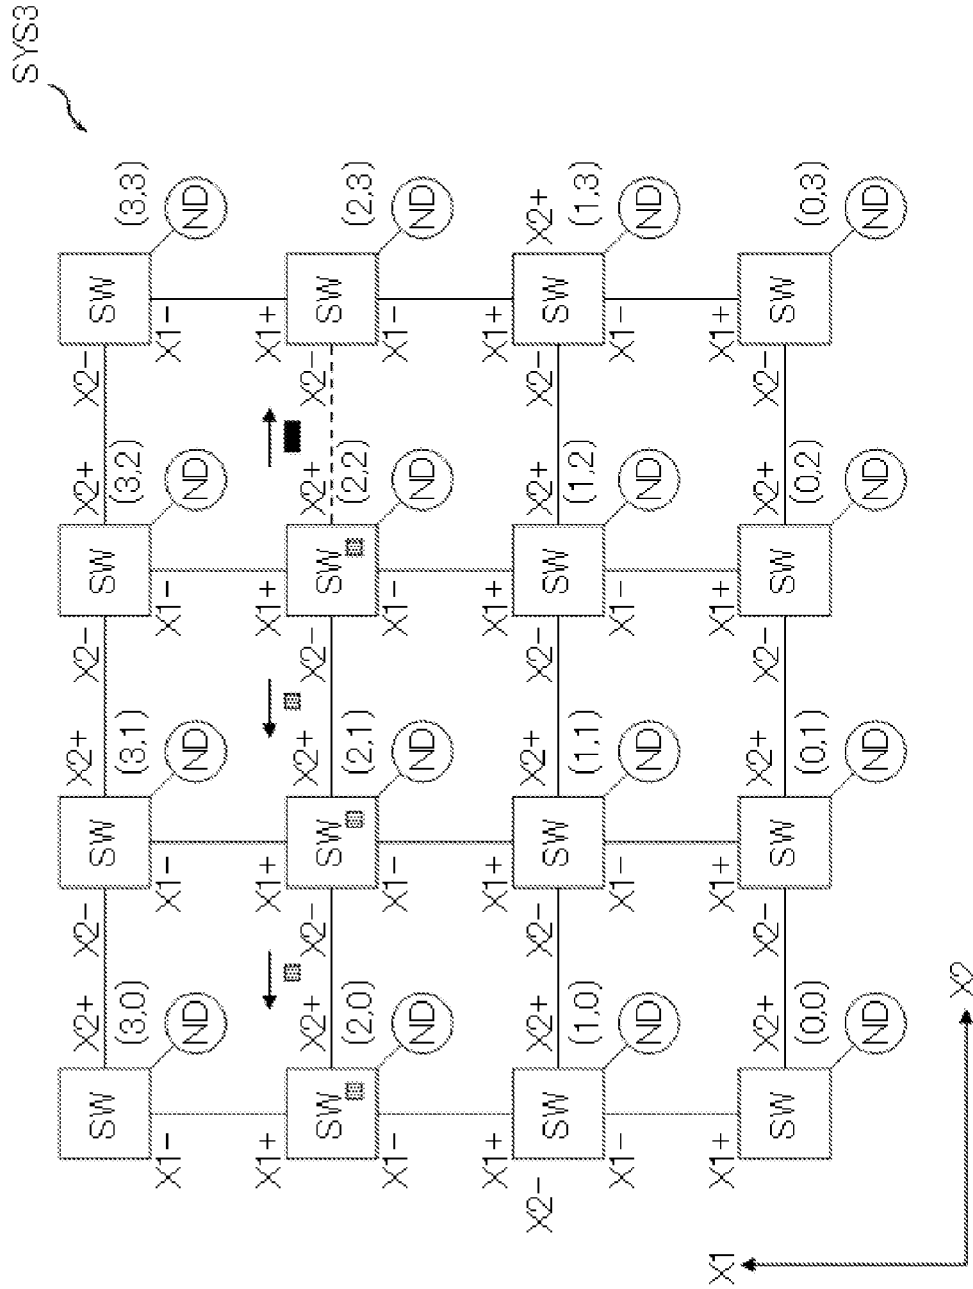 SYS3
X2+ X2- X2+ X2- X2+ X2-
SW SW SW SW
(3,0) (3,1) (3,2) (3,3)
X1- X1- X1- X1-
ND ND ND ND
X1+ X1+ X1+ X1+
X2+ X2- X2+ X2- X2+ X2-
SW SW SW SW
(2,0) (2,1) (2,2) (2,3)
X1- X1- X1- X1-
ND ND ND ND
X1+ X1+ X1+ X1+
X2- X2+ X2- X2+ X2- X2+ X2- X2+
SW SW SW SW
(1,0) (1,1) (1,2) (1,3)
X1- X1- X1- X1-
ND ND ND ND
X1+ X1+ X1+ X1+
X2+ X2- X2+ X2- X2+ X2-
SW SW SW SW
(0,0) (0,1) (0,2) (0,3)
ND ND ND ND
X1
X2